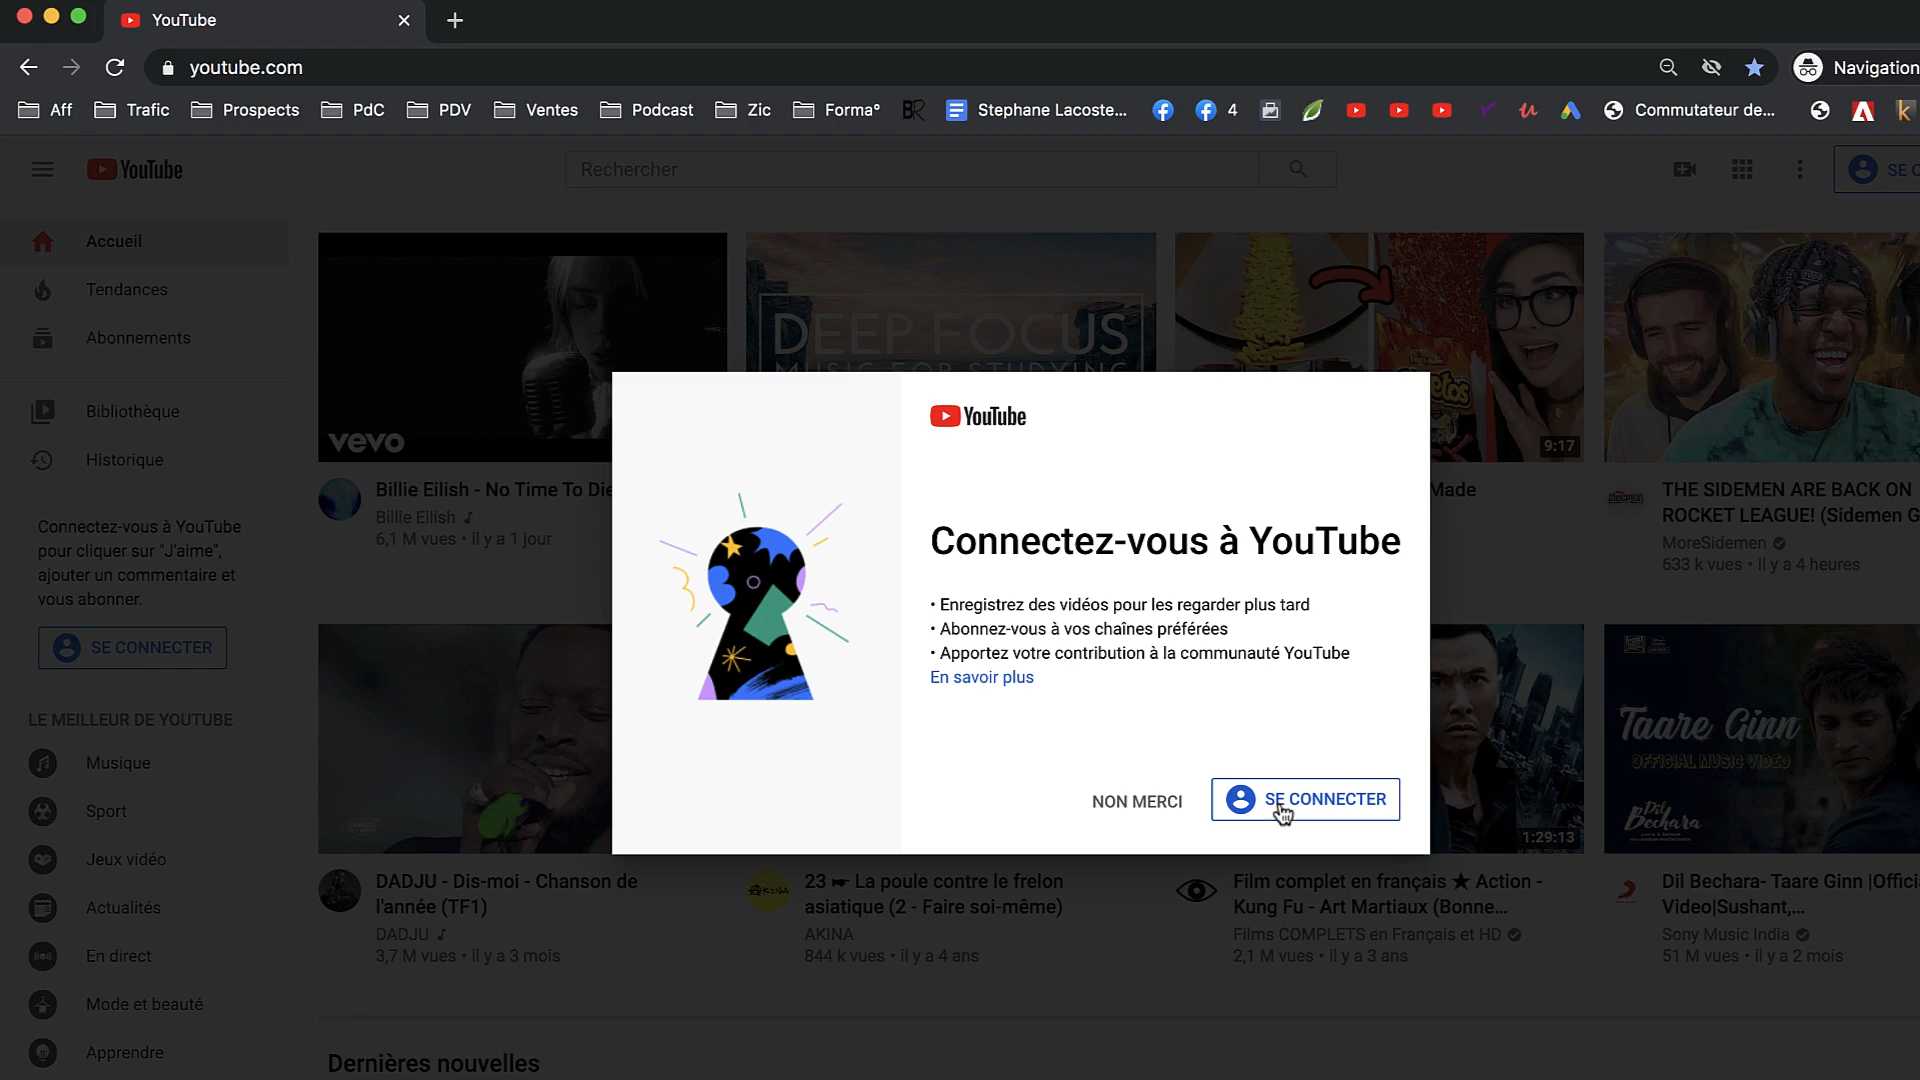 YouTube
youtube.com
Navigation
Aff
Trafic
Prospects
PdC
PDV
Ventes
Podcast
Zic
Forma°
Stephane Lacoste...
4
Commutateur de...
YouTube
Rechercher
SE C
Accueil
Tendances
Abonnements
Bibliothèque
Historique
Connectez-vous à YouTube
pour cliquer sur "J'aime",
ajouter un commentaire et
vous abonner.
SE CONNECTER
LE MEILLEUR DE YOUTUBE
Musique
Sport
Jeux vidéo
Actualités
En direct
Mode et beauté
Apprendre
vevo
Billie Eilish - No Time To Die
Billie Eilish
6,1 M vues • il y a 1 jour
DEEP FOCUS
MUSIC FOR STUDYING
9:17
Made
THE SIDEMEN ARE BACK ON
ROCKET LEAGUE! (Sidemen G
MoreSidemen
633 k vues • il y a 4 heures
YouTube
Connectez-vous à YouTube
• Enregistrez des vidéos pour les regarder plus tard
• Abonnez-vous à vos chaînes préférées
• Apportez votre contribution à la communauté YouTube
En savoir plus
NON MERCI
SE CONNECTER
1:29:13
Taare Ginn
OFFICIAL MUSIC VIDEO
Dil
Bechara
DADJU - Dis-moi - Chanson de
l'année (TF1)
DADJU
3,7 M vues • il y a 3 mois
AKINA
23 La poule contre le frelon
asiatique (2 - Faire soi-même)
AKINA
844 k vues • il y a 4 ans
Film complet en français ★ Action -
Kung Fu - Art Martiaux (Bonne...
Films COMPLETS en Français et HD
2,1 M vues • il y a 3 ans
Dil Bechara- Taare Ginn |Offici
Video|Sushant,...
Sony Music India
51 M vues • il y a 2 mois
Dernières nouvelles